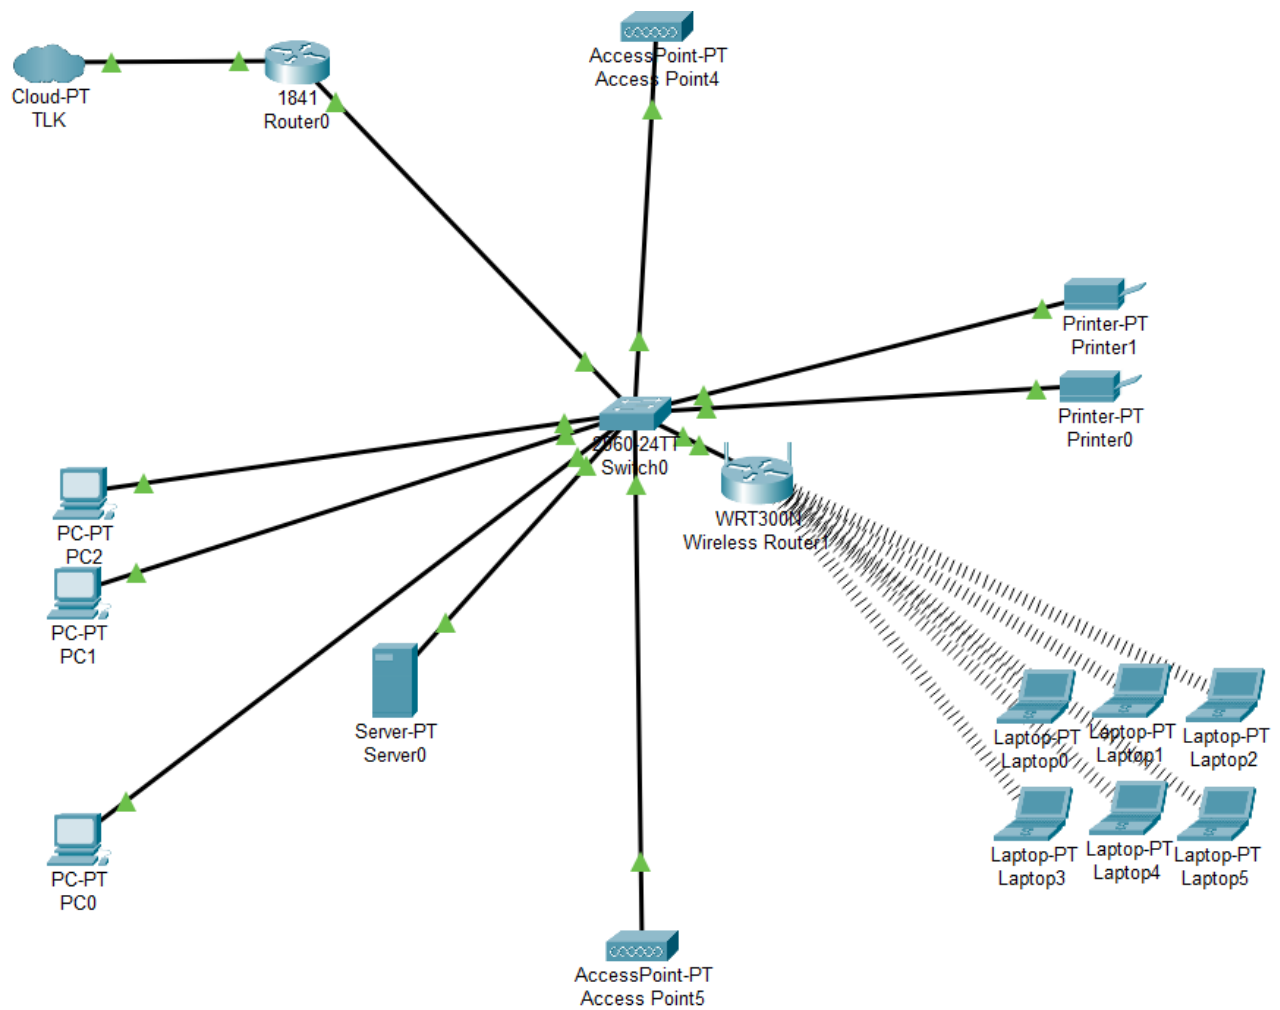 AccessPoint-PT
Access Point4
Cloud-PT
TLK
1841
Router0
Printer-PT
Printer1
Printer-PT
Printer0
2960-24TT
Switch0
WRT300N
Wireless Router1
PC-PT
PC2
PC-PT
PC1
Server-PT
Server0
Laptop-PT
Laptop0
Laptop-PT
Laptop1
Laptop-PT
Laptop2
PC-PT
PC0
Laptop-PT
Laptop3
Laptop-PT
Laptop4
Laptop-PT
Laptop5
AccessPoint-PT
Access Point5